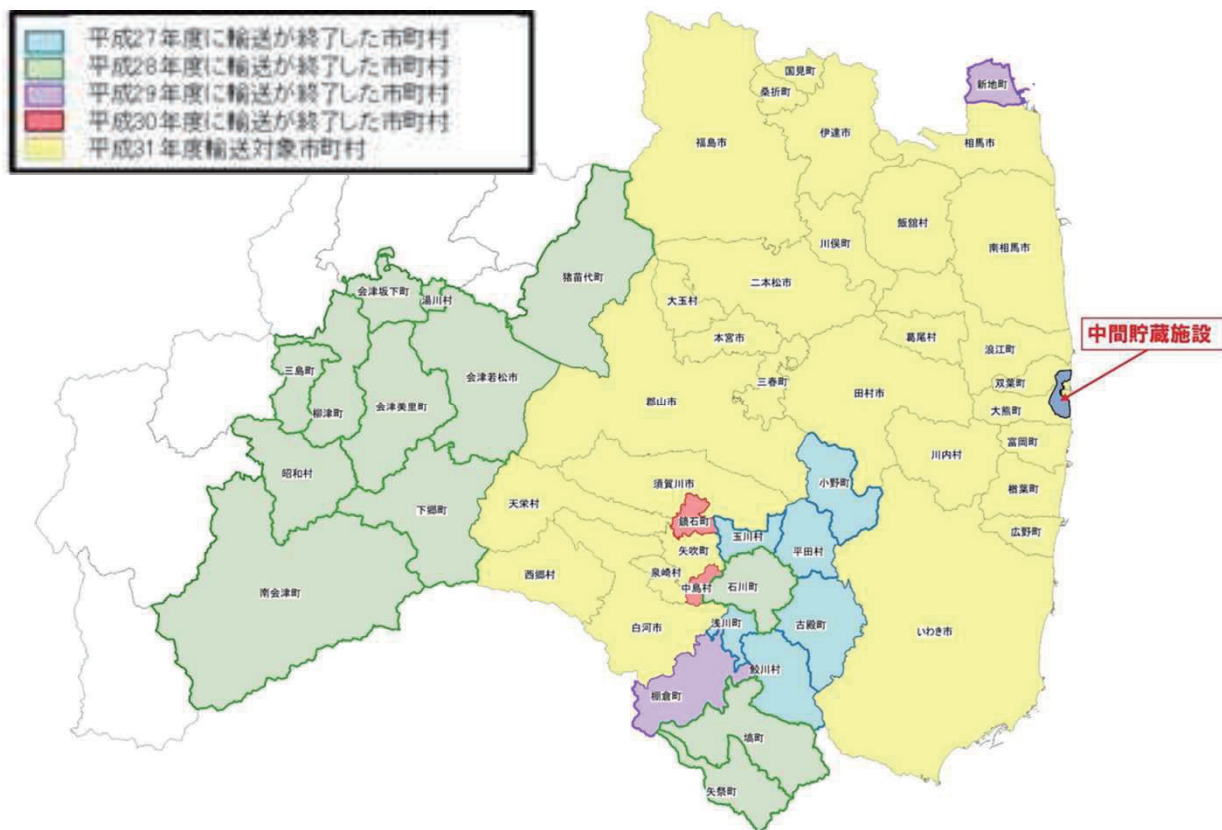 平成27年度に輸送が終了した市町村
平成28年度に輸送が終了した市町村
平成29年度に輸送が終了した市町村
平成30年度に輸送が終了した市町村
平成31年度輸送対象市町村
国見町
桑折町
新地町
伊達市
福島市
相馬市
飯舘村
川俣町
南相馬市
猪苗代町
二本松市
会津坂下町
湯川村
大玉村
中間貯蔵施設
本宮市
葛尾村
浪江町
三島町
会津若松市
三春町
双葉町
田村市
柳津町
会津美里町
郡山市
大熊町
富岡町
川内村
昭和村
須賀川市
小野町
楢葉町
天栄村
下郷町
鏡石町
広野町
玉川村
矢吹町
平田村
西郷村
泉崎村
石川町
中島村
南会津町
浅川町
古殿町
白河市
いわき市
鮫川村
棚倉町
塙町
矢祭町